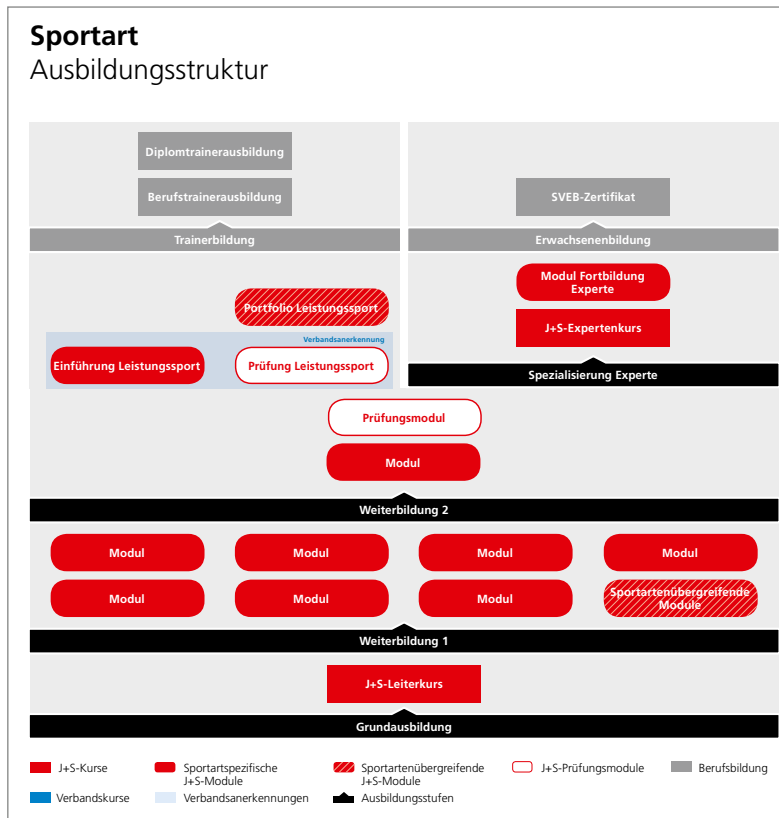 Sportart
Ausbildungsstruktur
Diplomtrainerausbildung
Berufstrainerausbildung
SVEB-Zertifikat
Trainerbildung
Erwachsenenbildung
Modul Fortbildung
Experte
Portfolio Leistungssport
J+S-Expertenkurs
Verbandsanerkennung
Einführung Leistungssport
Prüfung Leistungssport
Spezialisierung Experte
Prüfungsmodul
Modul
Weiterbildung 2
Modul
Modul
Modul
Modul
Modul
Modul
Modul
Sportartenübergreifende
Module
Weiterbildung 1
J+S-Leiterkurs
Grundausbildung
J+S-Kurse
Sportartspezifische
J+S-Module
Sportartenübergreifende
J+S-Module
J+S-Prüfungsmodule
Berufsbildung
Verbandskurse
Verbandsanerkennungen
Ausbildungsstufen